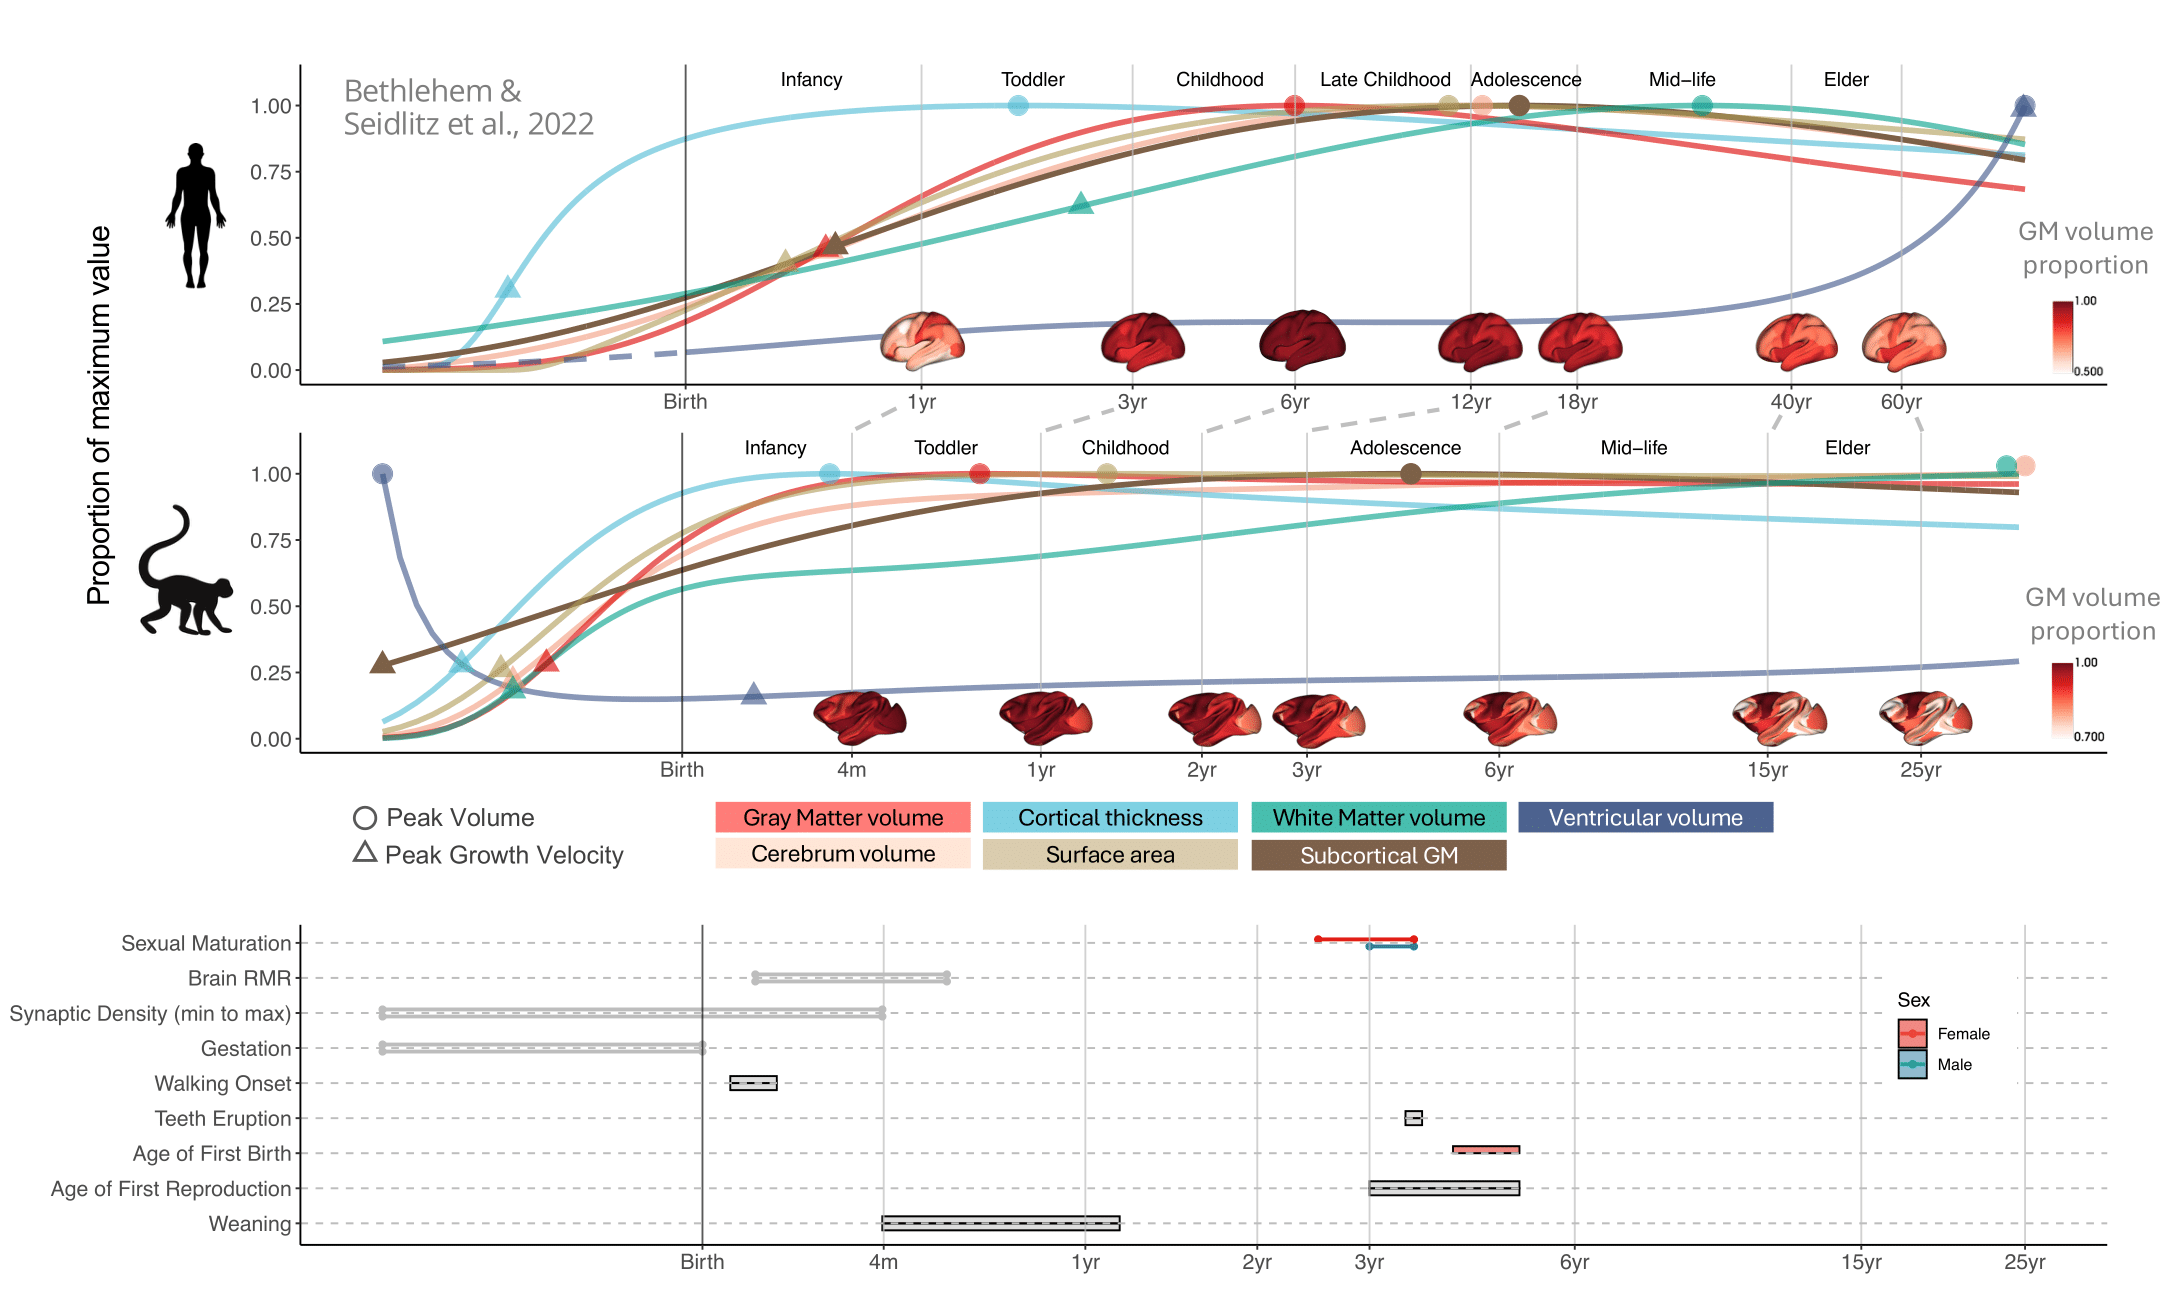 Bethlehem &
Seidlitz et al., 2022
Infancy
Toddler
Childhood
Late Childhood
Adolescence
Mid−life
Elder
1.00
0.75
0.50
0.25
0.00
GM volume
proportion
1.00
0.500
Birth
1yr
3yr
6yr
12yr
18yr
40yr
60yr
Proportion of maximum value
Infancy
Toddler
Childhood
Adolescence
Mid−life
Elder
1.00
0.75
0.50
0.25
0.00
GM volume
proportion
1.00
0.700
Birth
4m
1yr
2yr
3yr
6yr
15yr
25yr
Peak Volume
Peak Growth Velocity
Gray Matter volume
Cortical thickness
White Matter volume
Ventricular volume
Cerebrum volume
Surface area
Subcortical GM
Sexual Maturation
Brain RMR
Synaptic Density (min to max)
Gestation
Walking Onset
Teeth Eruption
Age of First Birth
Age of First Reproduction
Weaning
Sex
Female
Male
Birth
4m
1yr
2yr
3yr
6yr
15yr
25yr